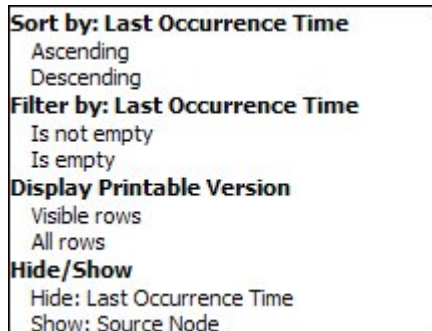 Sort by: Last Occurrence Time
Ascending
Descending
Filter by: Last Occurrence Time
Is not empty
Is empty
Display Printable Version
Visible rows
All rows
Hide/Show
Hide: Last Occurrence Time
Show: Source Node